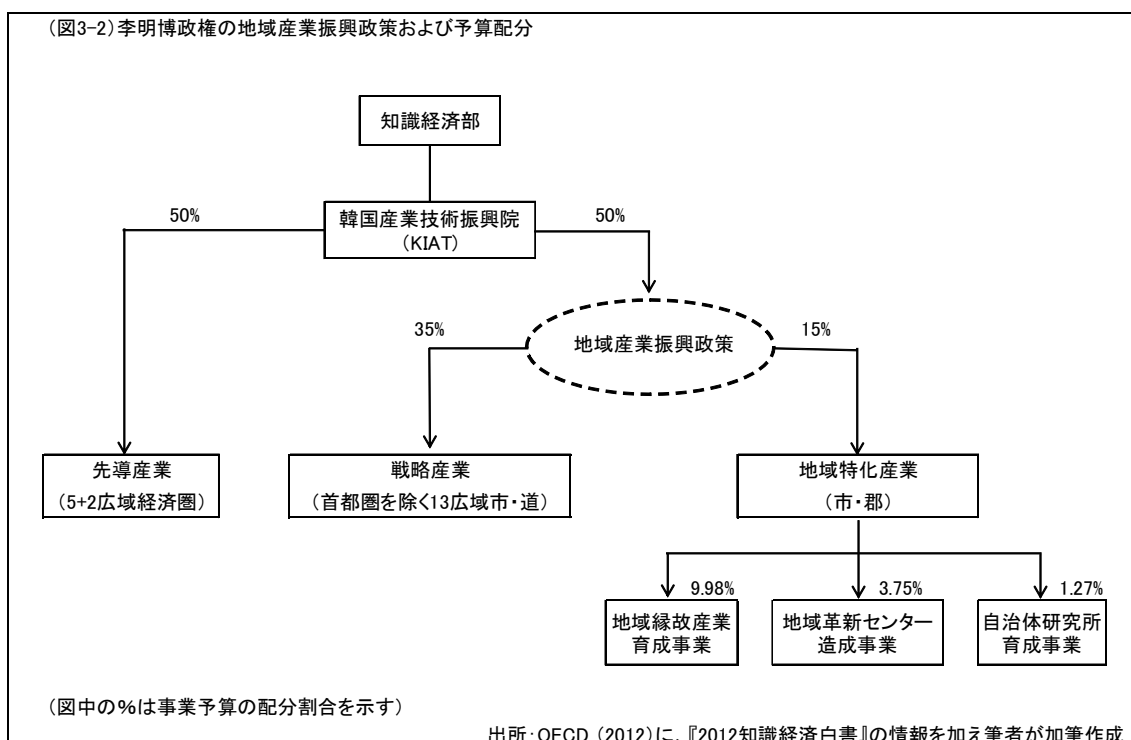 (図3-2)李明博政権の地域産業振興政策および予算配分
知識経済部
50%
韓国産業技術振興院
(KIAT)
50%
35%
地域産業振興政策
15%
先導産業
(5+2広域経済圏)
戦略産業
(首都圏を除く13広域市・道)
地域特化産業
(市・郡)
9.98%
3.75%
1.27%
地域縁故産業
育成事業
地域革新センター
造成事業
自治体研究所
育成事業
(図中の%は事業予算の配分割合を示す)
出所:OECD (2012)に、『2012知識経済白書』の情報を加え筆者が加筆作成